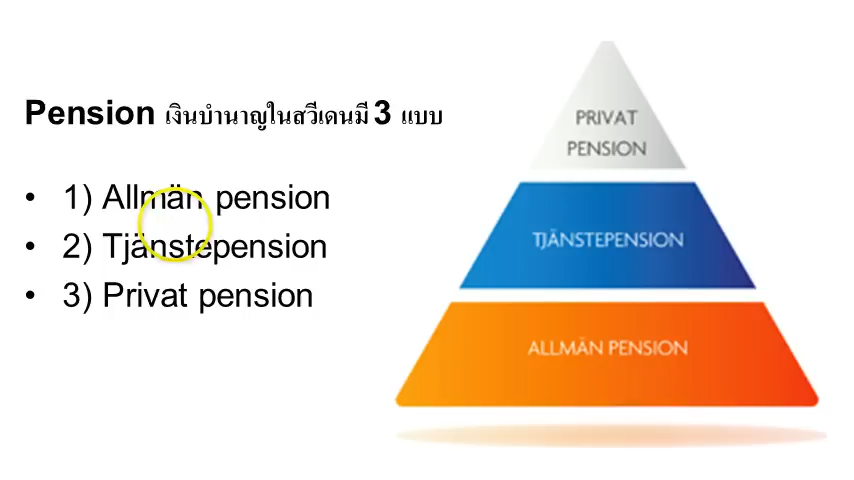 Pension เงินบำนาญในสวีเดนมี 3 แบบ
• 1) Allmän pension
• 2) Tjänstepension
• 3) Privat pension
PRIVAT
PENSION
TJÄNSTEPENSION
ALLMÄN PENSION